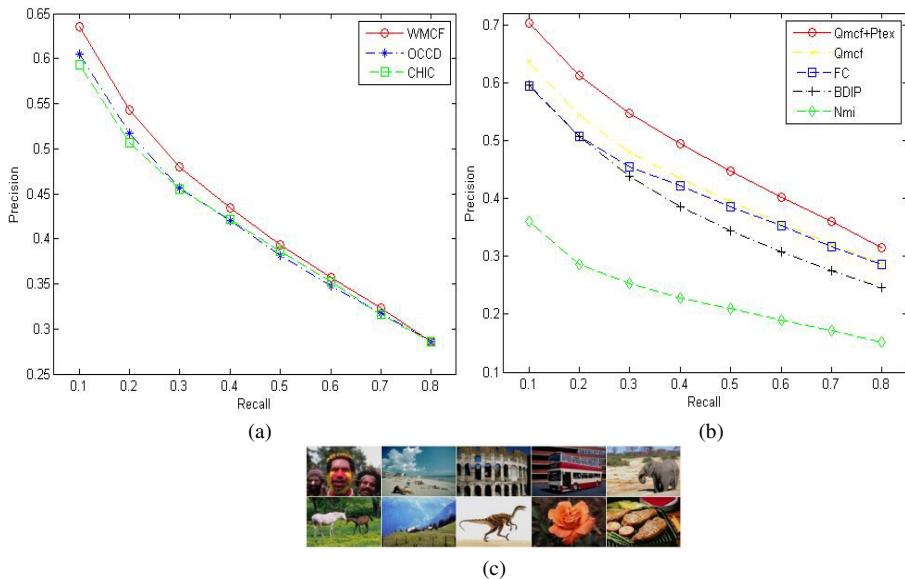 0.65
0.6
0.55
0.5
0.45
0.4
0.35
0.3
0.25
Precision
0.1 0.2 0.3 0.4 0.5 0.6 0.7 0.8
Recall
WMCF
OCCD
CHIC
(a)
0.7
0.6
0.5
0.4
0.3
0.2
0.1
Precision
0.1 0.2 0.3 0.4 0.5 0.6 0.7 0.8
Recall
Qmcf+Ptex
Qmcf
FC
BDIP
Nmi
(b)
(c)